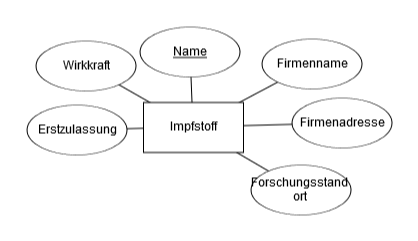 Name
Wirkkraft
Firmenname
Erstzulassung
Impfstoff
Firmenadresse
Forschungsstand
ort